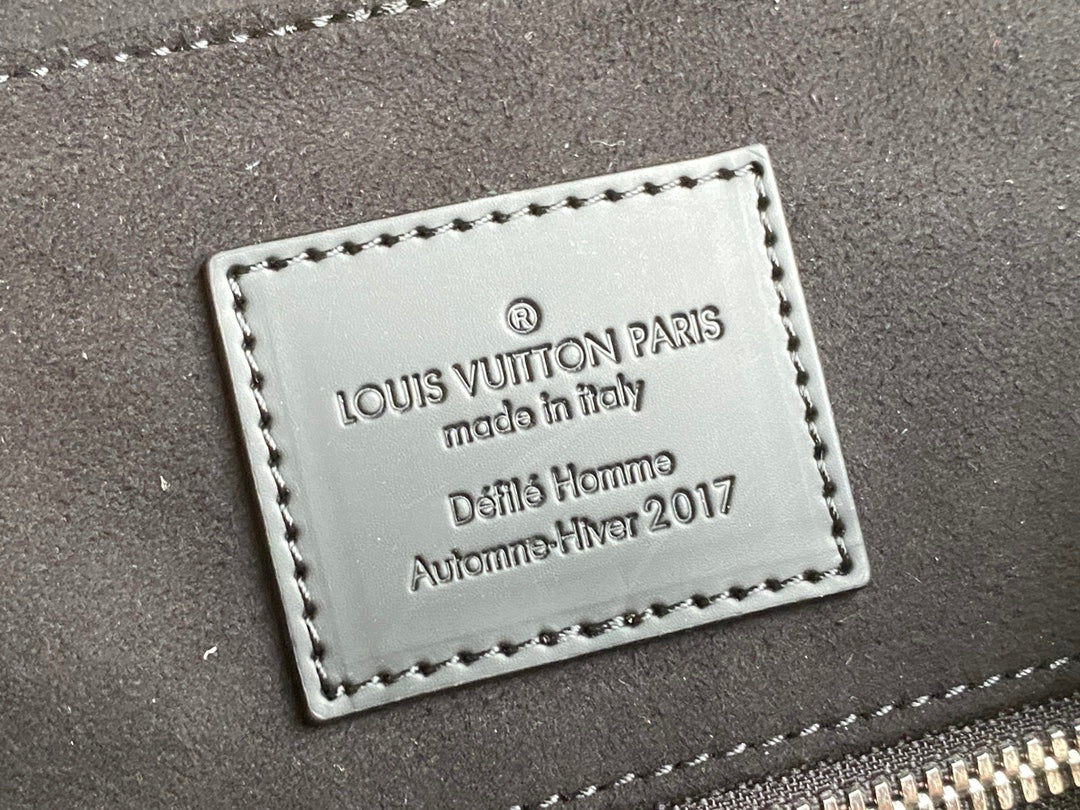 ®
LOUIS VUITTON PARIS
made in italy
Défilé Homme
Automne-Hiver 2017